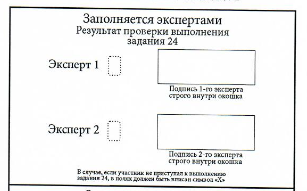 Заполняется экспертами
Результат проверки выполнения
задания 24
Эксперт 1
Подпись 1-го эксперта
строго внутри окошка
Эксперт 2
Подпись 2-го эксперта
строго внутри окошка
В случае, если участник не приступал к выполнению
задания 24, в полях должен быть вписан символ «X»